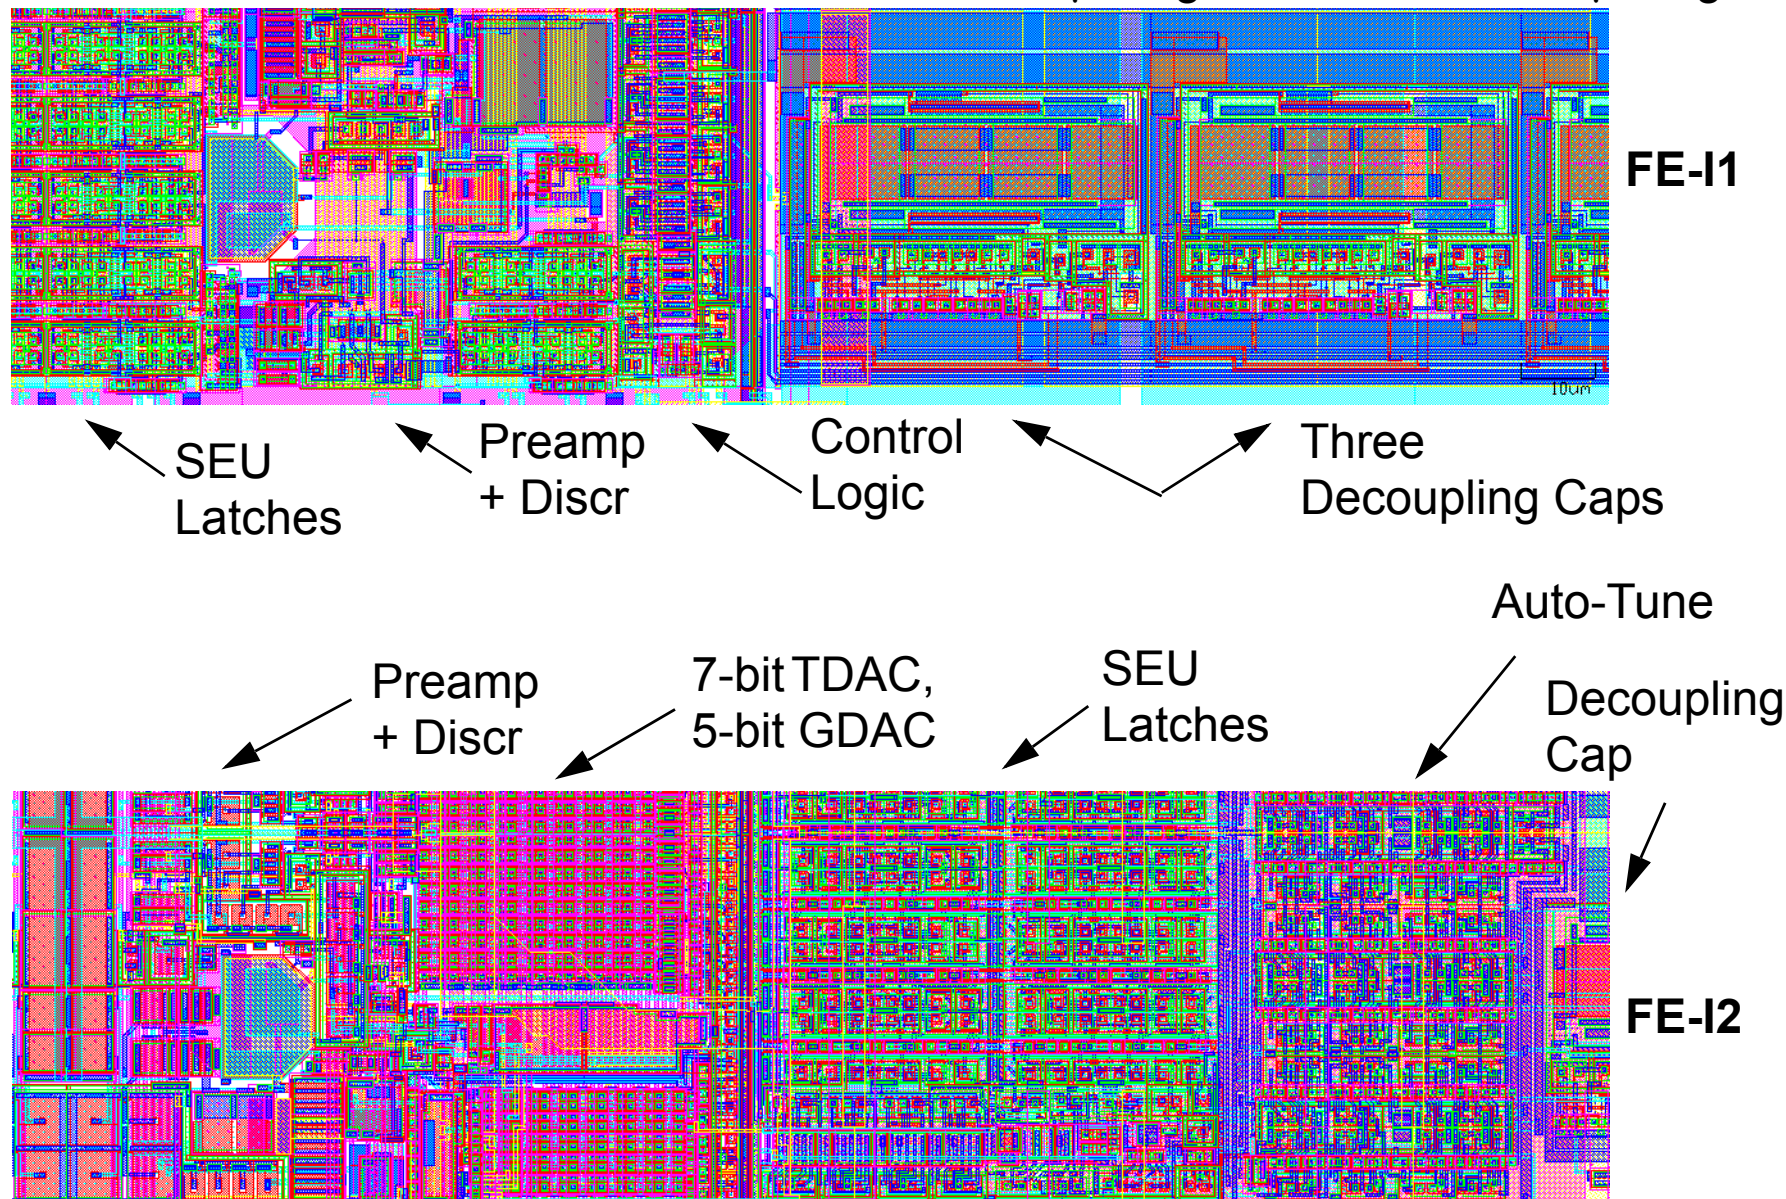 FE-I1
10um
SEU
Latches
Preamp
+ Discr
Control
Logic
Three
Decoupling Caps
Auto-Tune
Preamp
+ Discr
7-bit TDAC,
5-bit GDAC
SEU
Latches
Decoupling
Cap
FE-I2